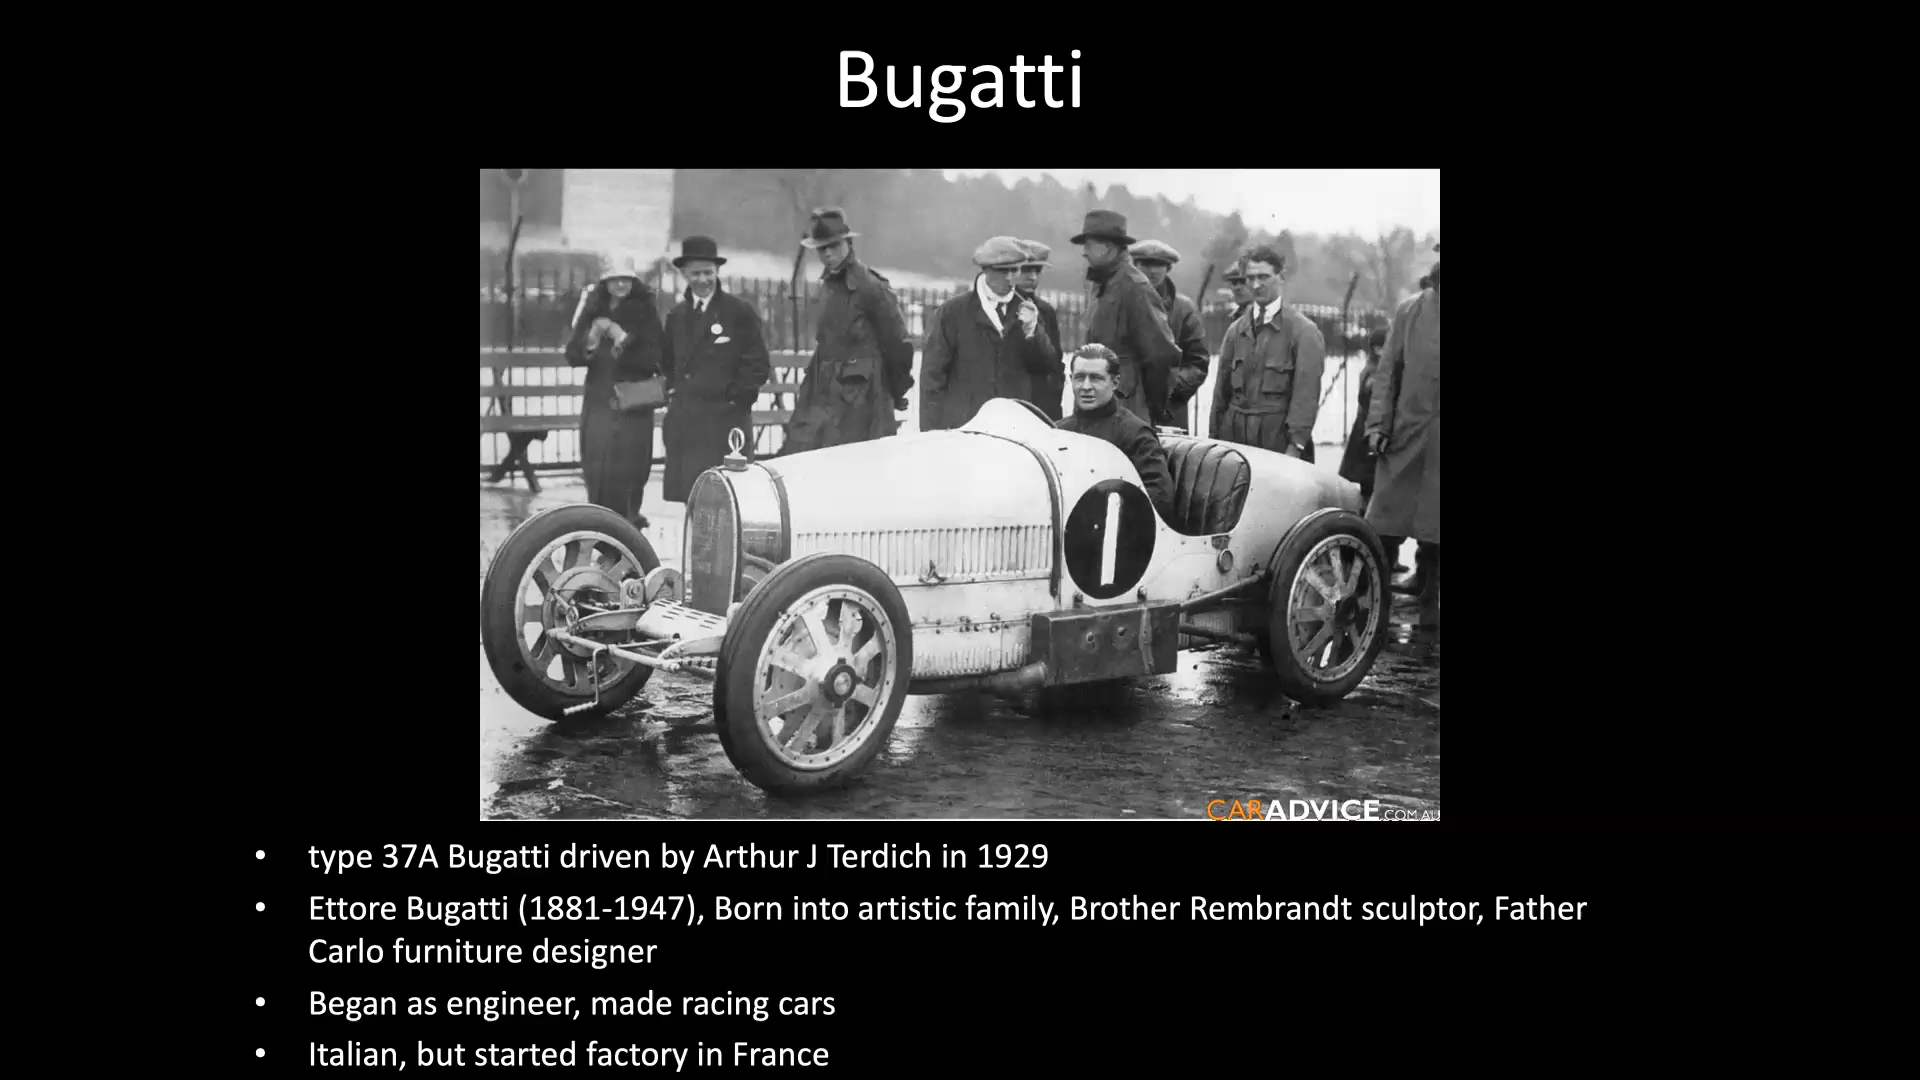 Bugatti
1
CARADVICE.COM.AU
• type 37A Bugatti driven by Arthur J Terdich in 1929
• Ettore Bugatti (1881-1947), Born into artistic family, Brother Rembrandt sculptor, Father
Carlo furniture designer
• Began as engineer, made racing cars
• Italian, but started factory in France